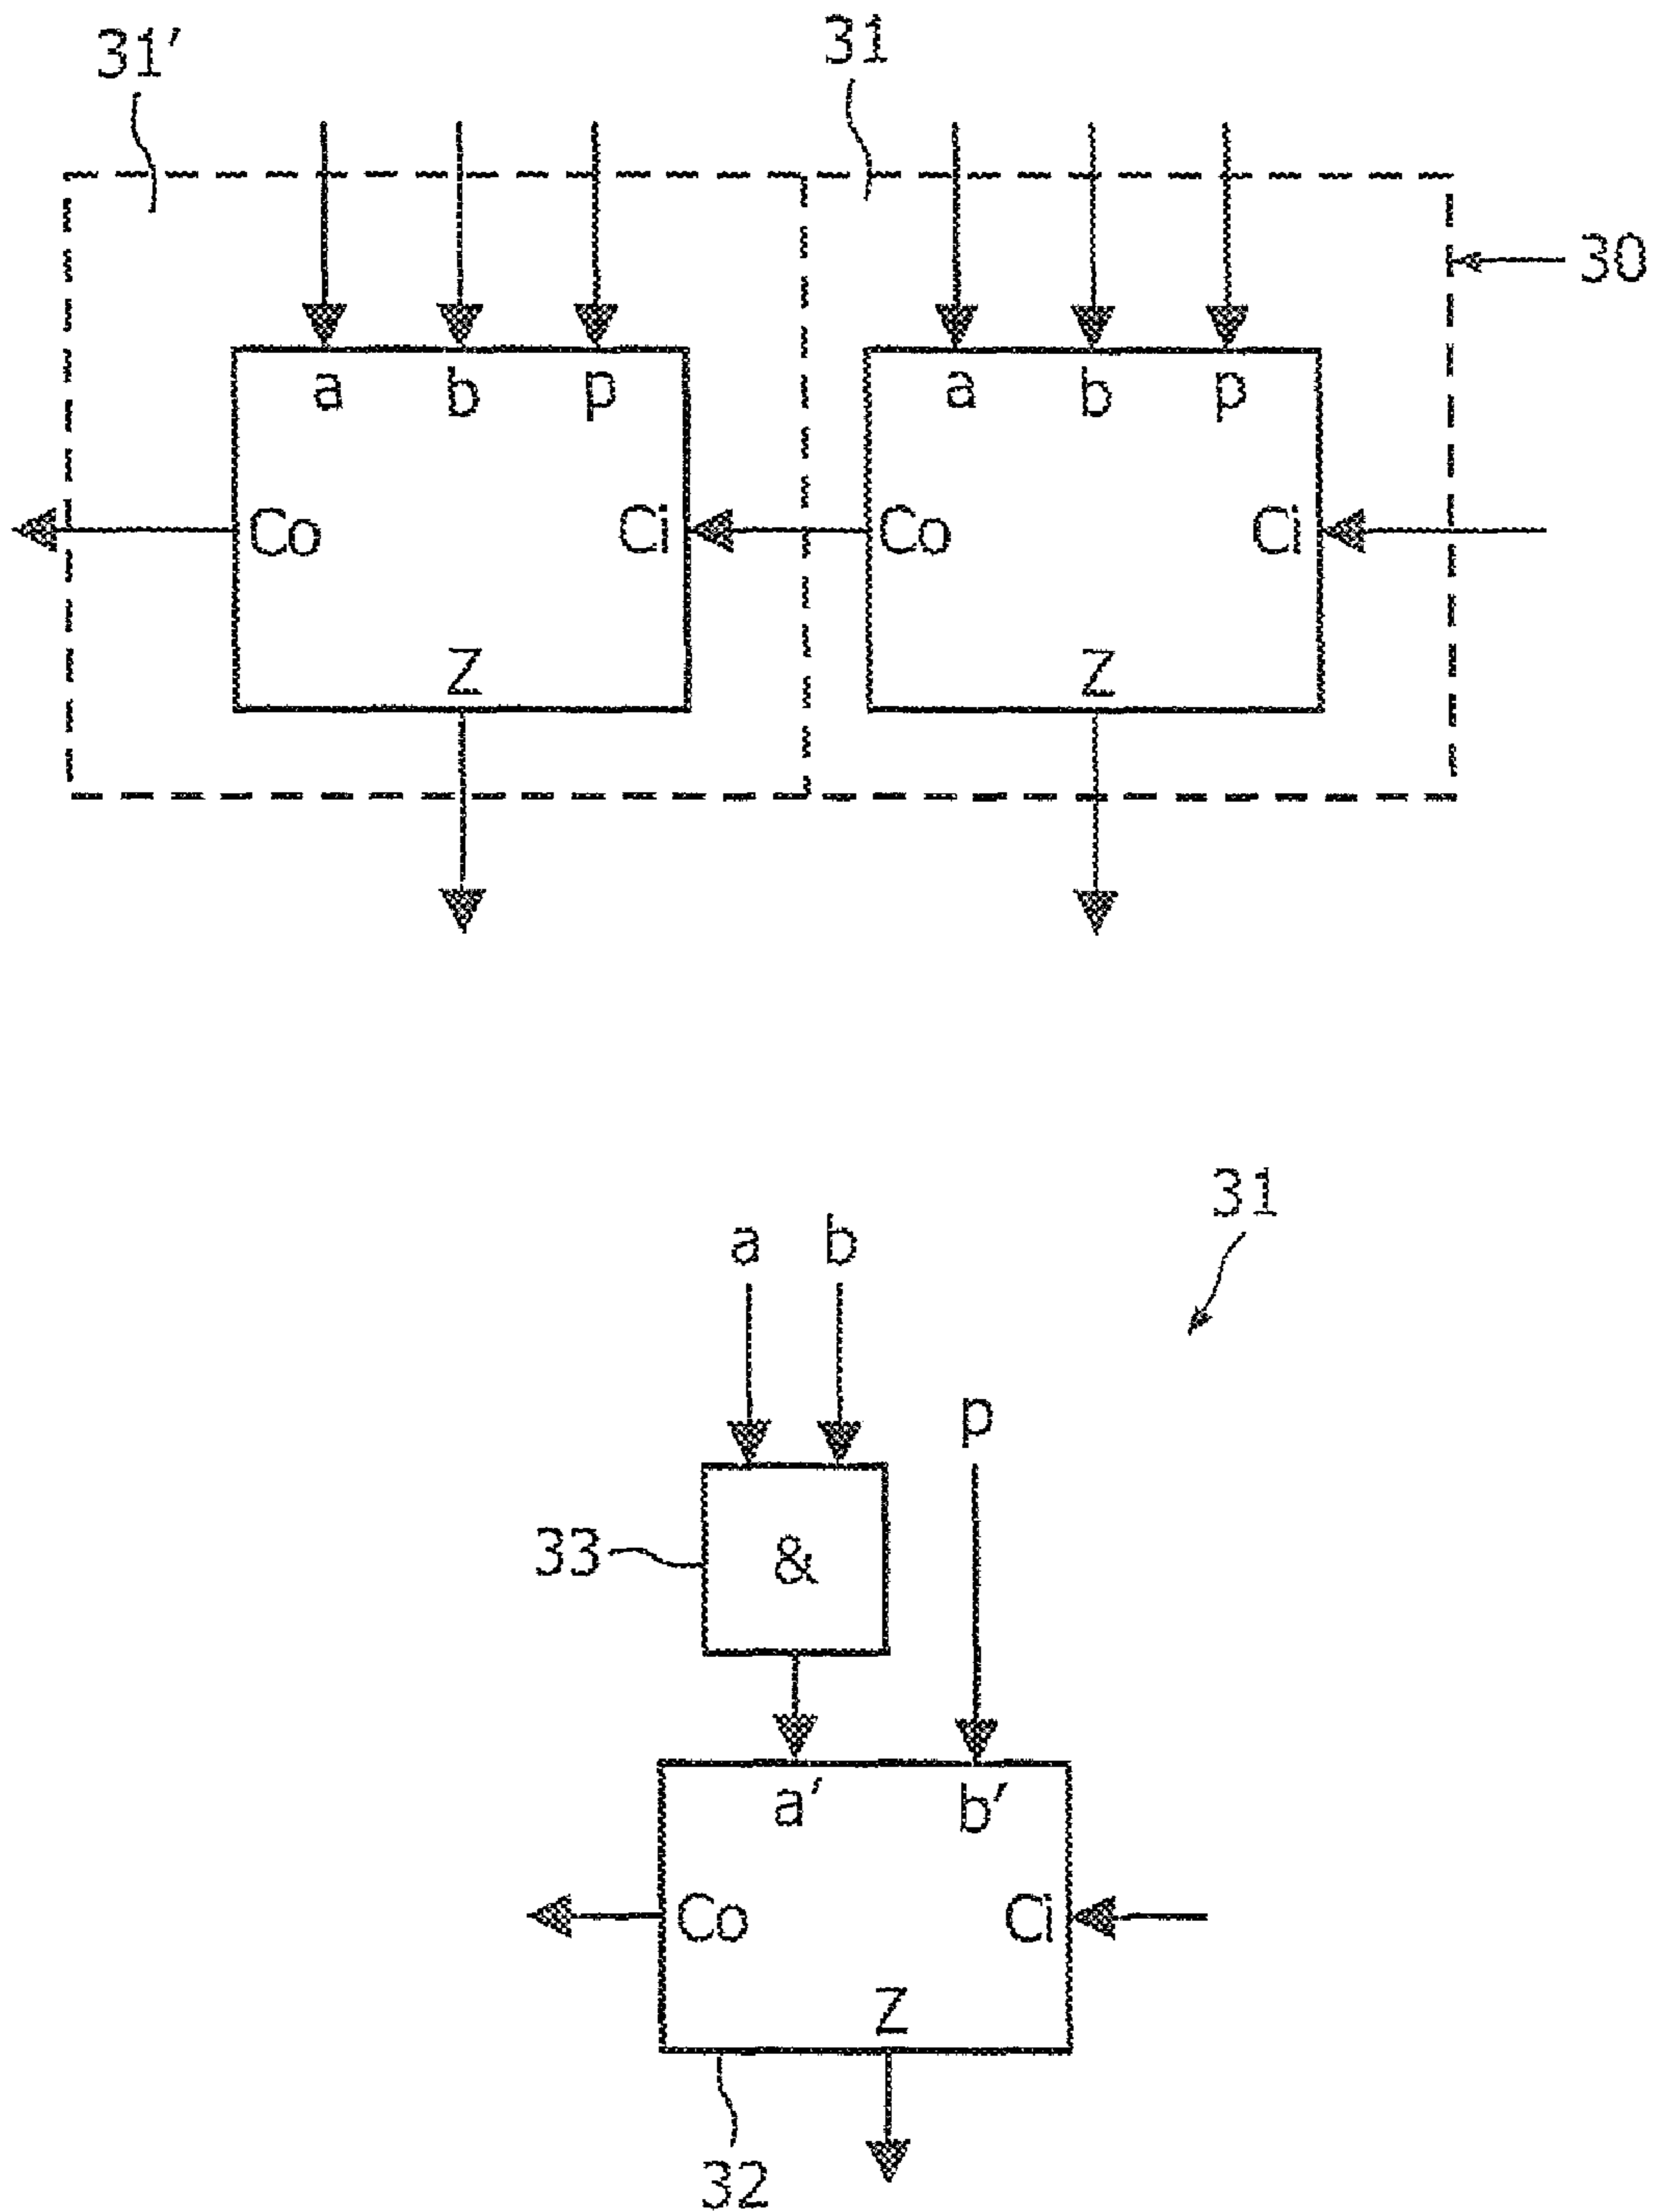 31' 31
30
a b p a b p
Co Ci Co Ci
Z Z
31
a b
p
33 &
a' b'
Co Ci
Z
32